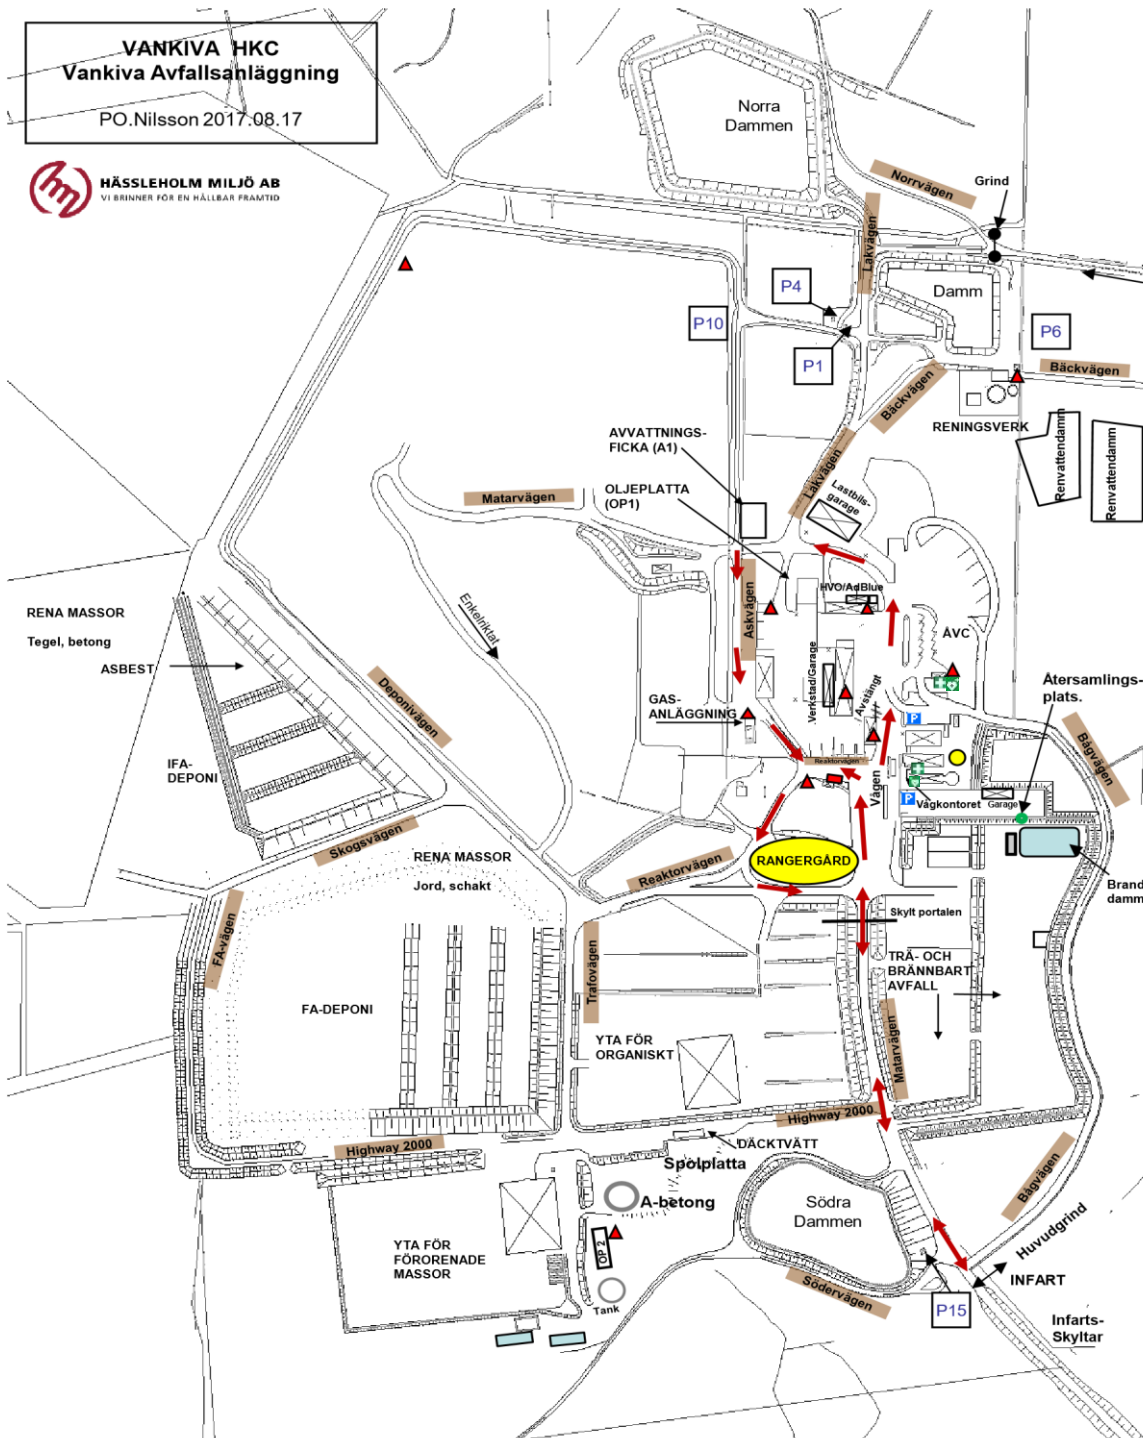 VANKIVA HKC
Vankiva Avfallsanläggning
PO.Nilsson 2017.08.17
HÄSSLEHOLM MILJÖ AB
VI BRINNER FÖR EN HÅLLBAR FRAMTID
Norra
Dammen
Norrvägen
Grind
Lakvägen
P4
Damm
P10
P1
P6
Bäckvägen
Bäckvägen
RENINGSVERK
Renvattendamm
Renvattendamm
AVVATTNINGS-
FICKA (A1)
Lakvägen
Lastbils-
garage
OLJEPLATTA
(OP1)
Matarvägen
HVO/AdBlue
Askvägen
Enkelriktat
RENA MASSOR
Tegel, betong
ASBEST
ÅVC
Återsamlings-
plats.
Verkstad/Garage
Avstängt
Deponivägen
GAS-
ANLÄGGNING
Bågvägen
IFA-
DEPONI
Reaktorvägen
Vägen
Vågkontoret
Garage
Skogsvägen
RENA MASSOR
Jord, schakt
Reaktorvägen
RANGERGÅRD
Brand
damm
Skylt portalen
FA-vägen
Trafovägen
TRÄ- OCH
BRÄNNBART
AVFALL
FA-DEPONI
YTA FÖR
ORGANISKT
Matarvägen
Highway 2000
Highway 2000
DÄCKTVÄTT
Spolplatta
A-betong
Södra
Dammen
Bågvägen
Huvudgrind
INFART
YTA FÖR
FÖRORENADE
MASSOR
OP 2
Tank
Södervägen
P15
Infarts-
Skyltar